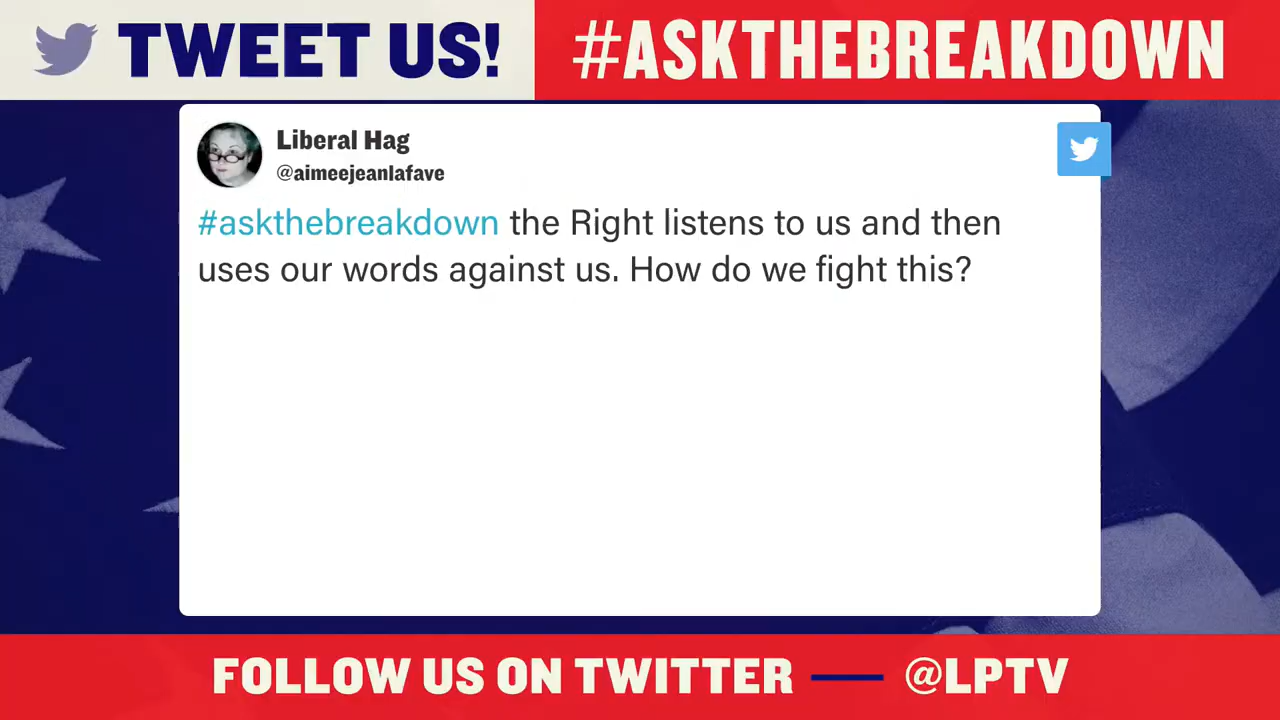 TWEET US!
#ASKTHEBREAKDOWN
Liberal Hag
@aimeejeanlafave
#askthebreakdown the Right listens to us and then
uses our words against us. How do we fight this?
FOLLOW US ON TWITTER — @LPTV